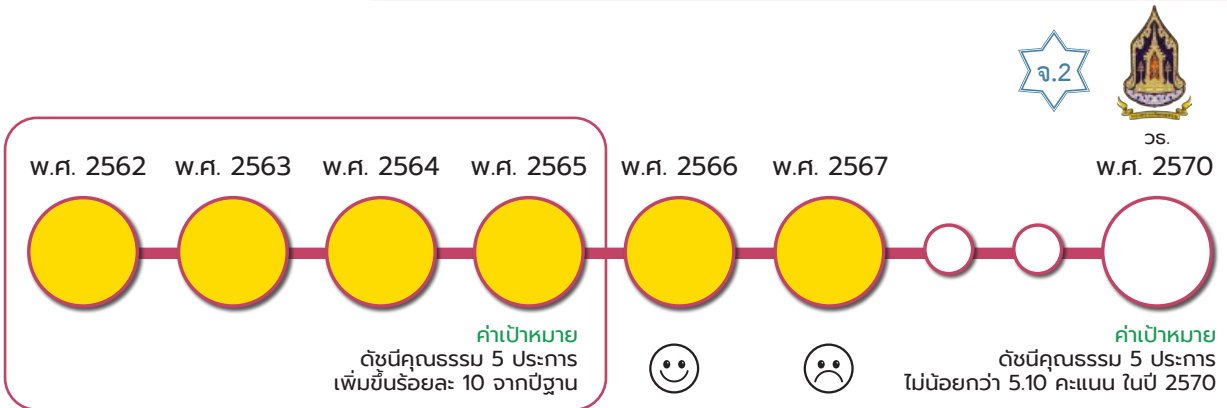 จ.2
วธ.
พ.ศ. 2562 พ.ศ. 2563 พ.ศ. 2564 พ.ศ. 2565 พ.ศ. 2566 พ.ศ. 2567 พ.ศ. 2570
ค่าเป้าหมาย
ดัชนีคุณธรรม 5 ประการ
เพิ่มขึ้นร้อยละ 10 จากปีฐาน
ค่าเป้าหมาย
ดัชนีคุณธรรม 5 ประการ
ไม่น้อยกว่า 5.10 คะแนน ในปี 2570